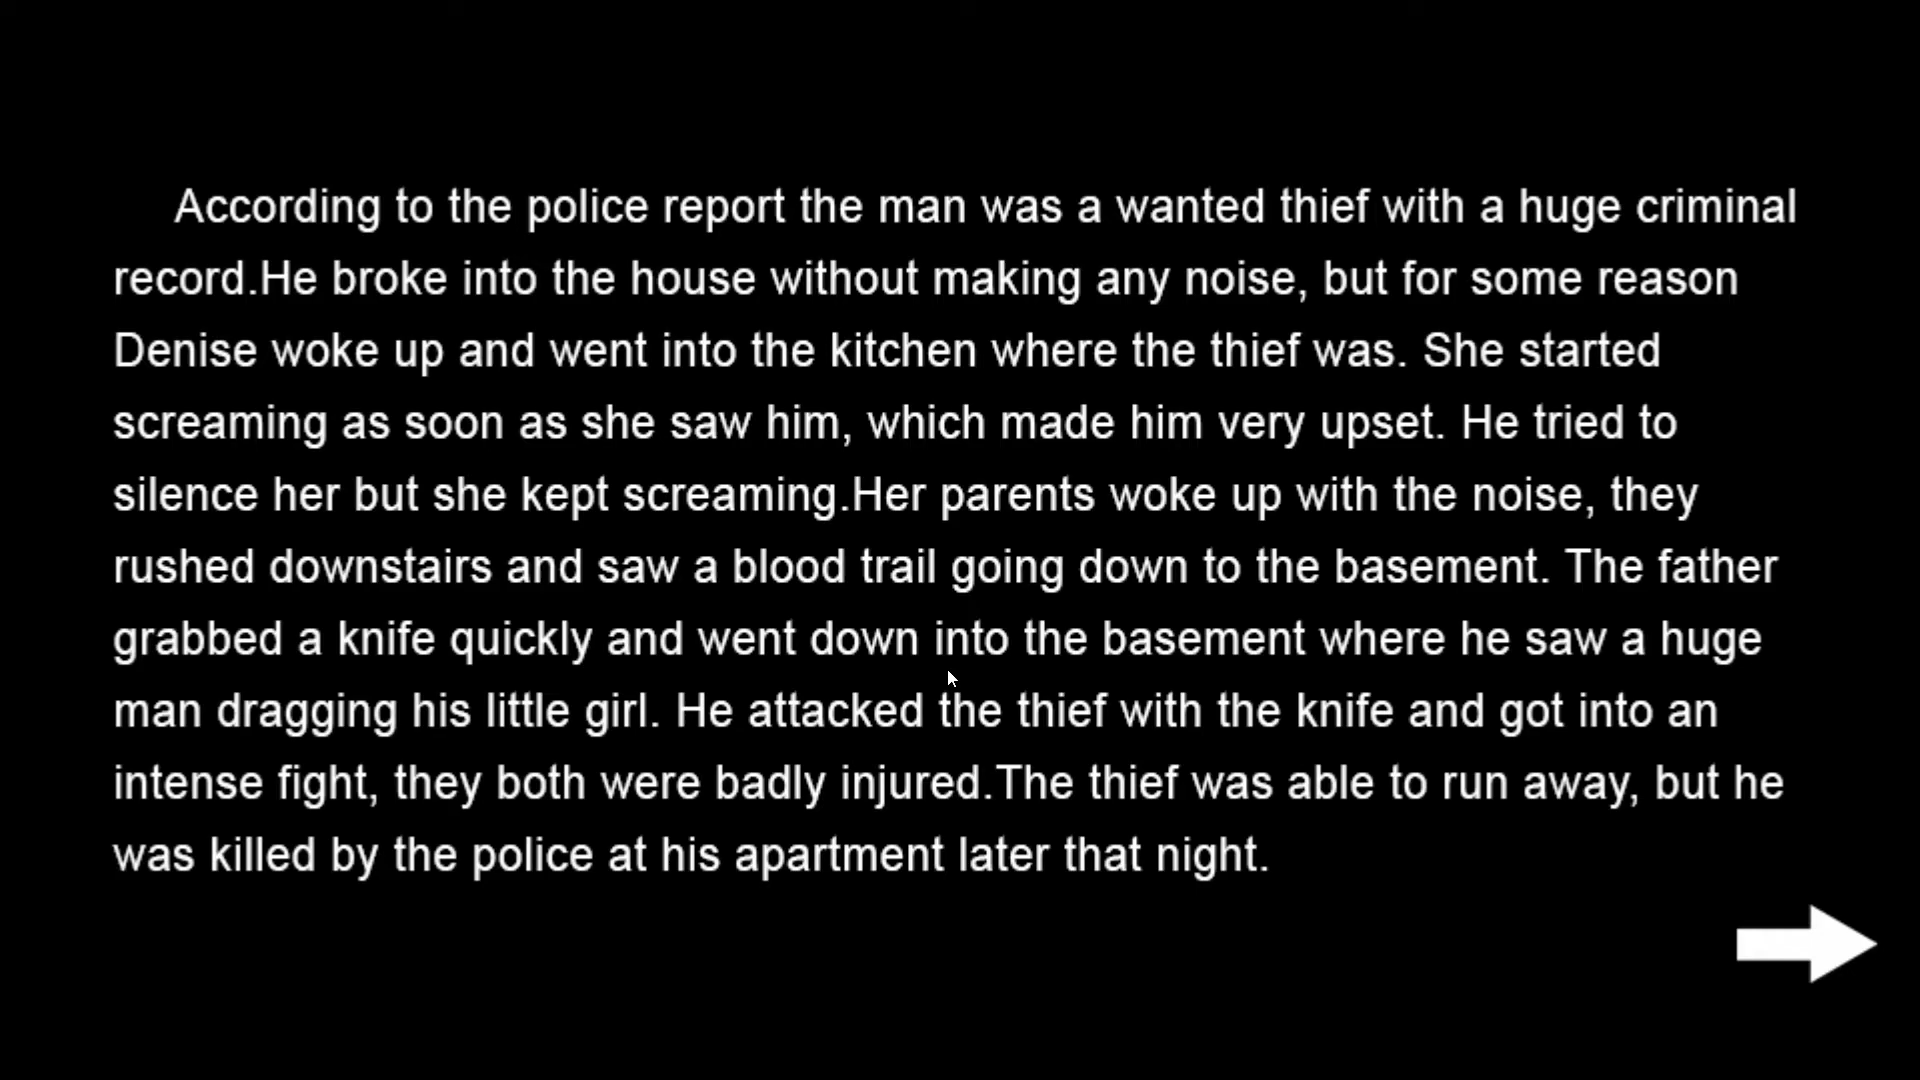 According to the police report the man was a wanted thief with a huge criminal
record.He broke into the house without making any noise, but for some reason
Denise woke up and went into the kitchen where the thief was. She started
screaming as soon as she saw him, which made him very upset. He tried to
silence her but she kept screaming.Her parents woke up with the noise, they
rushed downstairs and saw a blood trail going down to the basement. The father
grabbed a knife quickly and went down into the basement where he saw a huge
man dragging his little girl. He attacked the thief with the knife and got into an
intense fight, they both were badly injured.The thief was able to run away, but he
was killed by the police at his apartment later that night.